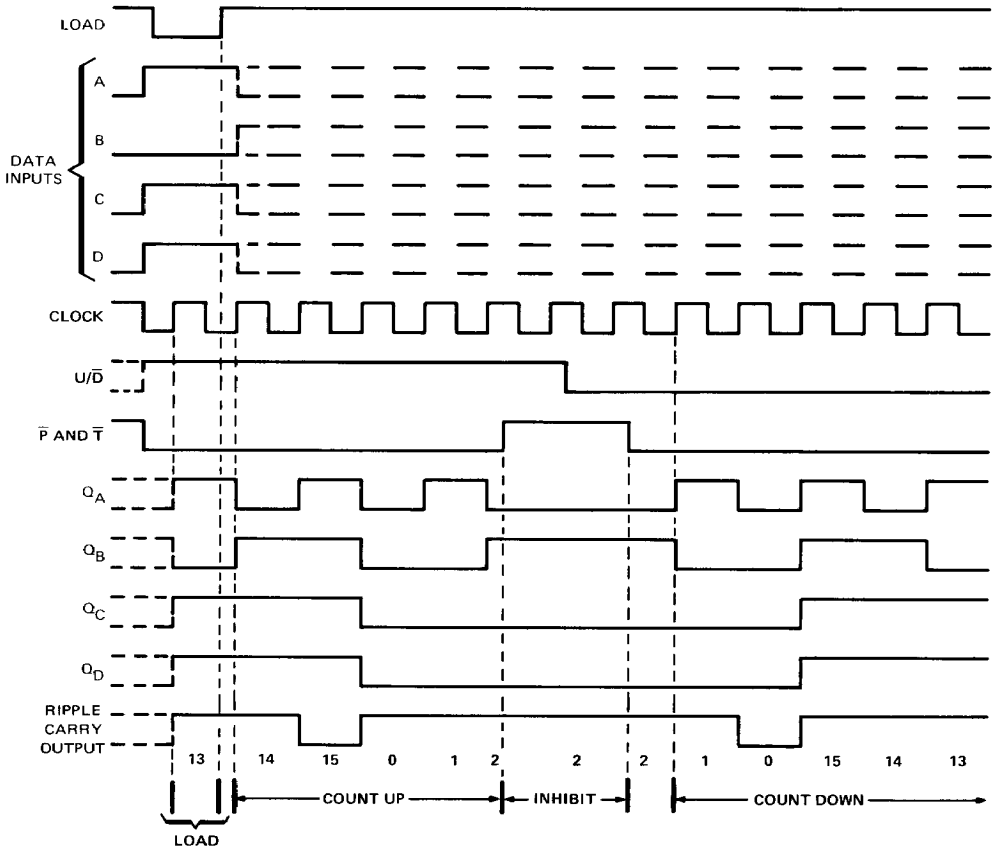 LOAD
A
B
DATA
INPUTS
C
D
CLOCK
U/D̅
P̅ AND T̅
QA
QB
QC
QD
RIPPLE
CARRY
OUTPUT
13 14 15 0 1 2 2 2 1 0 15 14 13
COUNT UP INHIBIT COUNT DOWN
LOAD